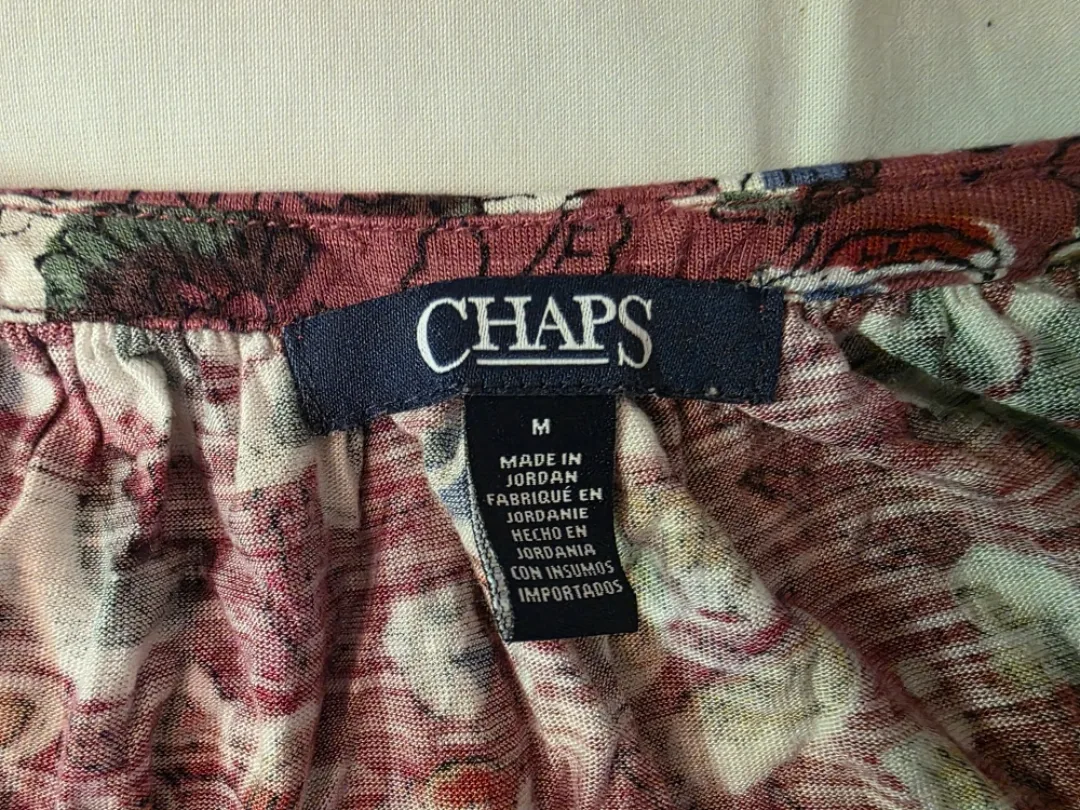 CHAPS
M
MADE IN
JORDAN
FABRIQUÉ EN
JORDANIE
HECHO EN
JORDANIA
CON INSUMOS
IMPORTADOS